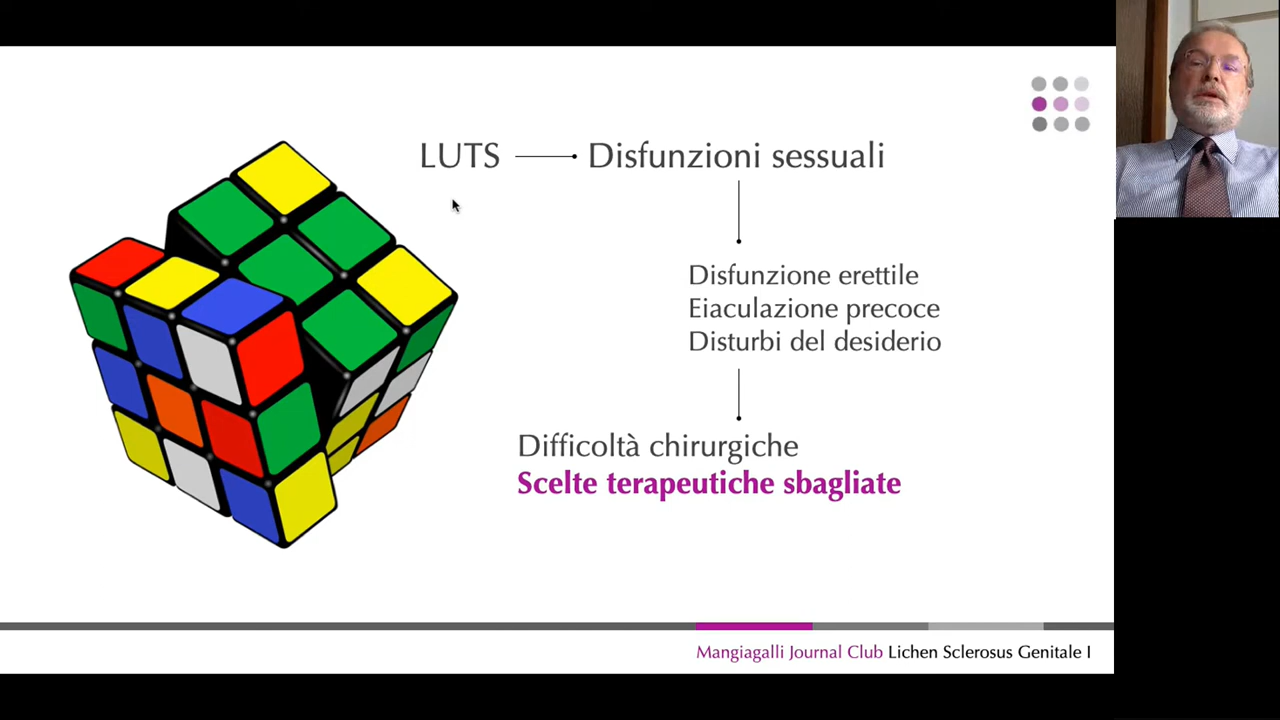 LUTS Disfunzioni sessuali
Disfunzione erettile
Eiaculazione precoce
Disturbi del desiderio
Difficoltà chirurgiche
Scelte terapeutiche sbagliate
Mangiagalli Journal Club Lichen Sclerosus Genitale I